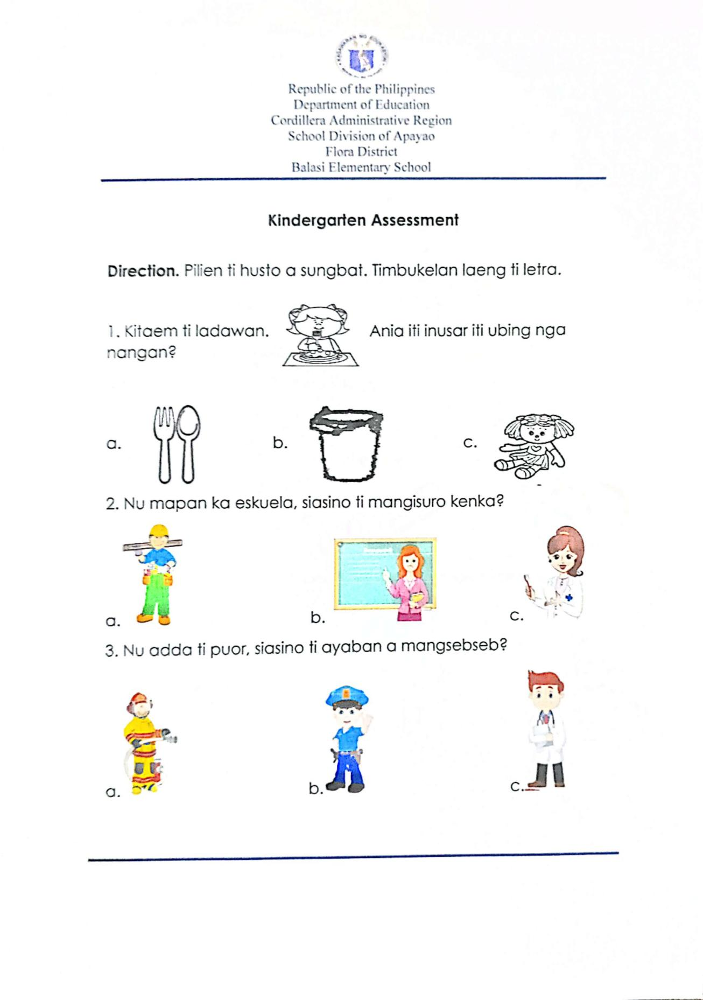 KAGAWARAN NG EDUKASYON
Republic of the Philippines
Department of Education
Cordillera Administrative Region
School Division of Apayao
Flora District
Balasi Elementary School
Kindergarten Assessment
Direction. Pilien ti husto a sungbat. Timbukelan laeng ti letra.
1. Kitaem ti ladawan. Ania iti inusar iti ubing nga
nangan?
a. b. c.
2. Nu mapan ka eskuela, siasino ti mangisuro kenka?
a. b. c.
3. Nu adda ti puor, siasino ti ayaban a mangsebseb?
a. b. c.